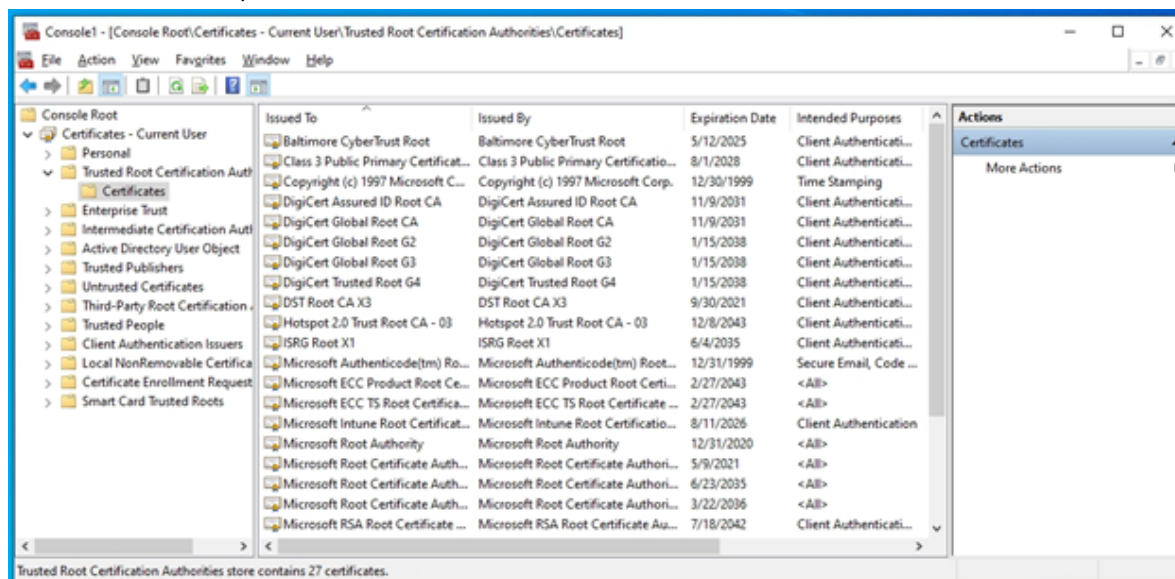 Console1 - [Console Root\Certificates - Current User\Trusted Root Certification Authorities\Certificates]
File Action View Favorites Window Help
Console Root
Certificates - Current User
Personal
Trusted Root Certification Auth
Certificates
Enterprise Trust
Intermediate Certification Auth
Active Directory User Object
Trusted Publishers
Untrusted Certificates
Third-Party Root Certification
Trusted People
Client Authentication Issuers
Local NonRemovable Certifica
Certificate Enrollment Request
Smart Card Trusted Roots
Issued To Issued By Expiration Date Intended Purposes
Baltimore CyberTrust Root Baltimore CyberTrust Root 5/12/2025 Client Authenticati...
Class 3 Public Primary Certificat... Class 3 Public Primary Certificatio... 8/1/2028 Client Authenticati...
Copyright (c) 1997 Microsoft C... Copyright (c) 1997 Microsoft Corp. 12/30/1999 Time Stamping
DigiCert Assured ID Root CA DigiCert Assured ID Root CA 11/9/2031 Client Authenticati...
DigiCert Global Root CA DigiCert Global Root CA 11/9/2031 Client Authenticati...
DigiCert Global Root G2 DigiCert Global Root G2 1/15/2038 Client Authenticati...
DigiCert Global Root G3 DigiCert Global Root G3 1/15/2038 Client Authenticati...
DigiCert Trusted Root G4 DigiCert Trusted Root G4 1/15/2038 Client Authenticati...
DST Root CA X3 DST Root CA X3 9/30/2021 Client Authenticati...
Hotspot 2.0 Trust Root CA - 03 Hotspot 2.0 Trust Root CA - 03 12/8/2043 Client Authenticati...
ISRG Root X1 ISRG Root X1 6/4/2035 Client Authenticati...
Microsoft Authenticode(tm) Ro... Microsoft Authenticode(tm) Root... 12/31/1999 Secure Email, Code ...
Microsoft ECC Product Root Ce... Microsoft ECC Product Root Certi... 2/27/2043 <All>
Microsoft ECC TS Root Certifica... Microsoft ECC TS Root Certificate ... 2/27/2043 <All>
Microsoft Intune Root Certificat... Microsoft Intune Root Certificatio... 8/11/2026 Client Authentication
Microsoft Root Authority Microsoft Root Authority 12/31/2020 <All>
Microsoft Root Certificate Auth... Microsoft Root Certificate Authori... 5/9/2021 <All>
Microsoft Root Certificate Auth... Microsoft Root Certificate Authori... 6/23/2035 <All>
Microsoft Root Certificate Auth... Microsoft Root Certificate Authori... 3/22/2036 <All>
Microsoft RSA Root Certificate ... Microsoft RSA Root Certificate Au... 7/18/2042 Client Authenticati...
Actions
Certificates
More Actions
Trusted Root Certification Authorities store contains 27 certificates.